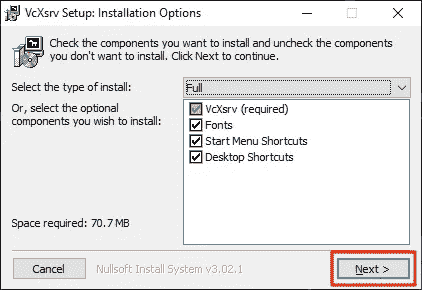 VcXsrv Setup: Installation Options
Check the components you want to install and uncheck the components
you don't want to install. Click Next to continue.
Select the type of install:
Full
Or, select the optional
components you wish to install:
VcXsrv (required)
Fonts
Start Menu Shortcuts
Desktop Shortcuts
Space required: 70.7 MB
Cancel
Nullsoft Install System v3.02.1
Next >